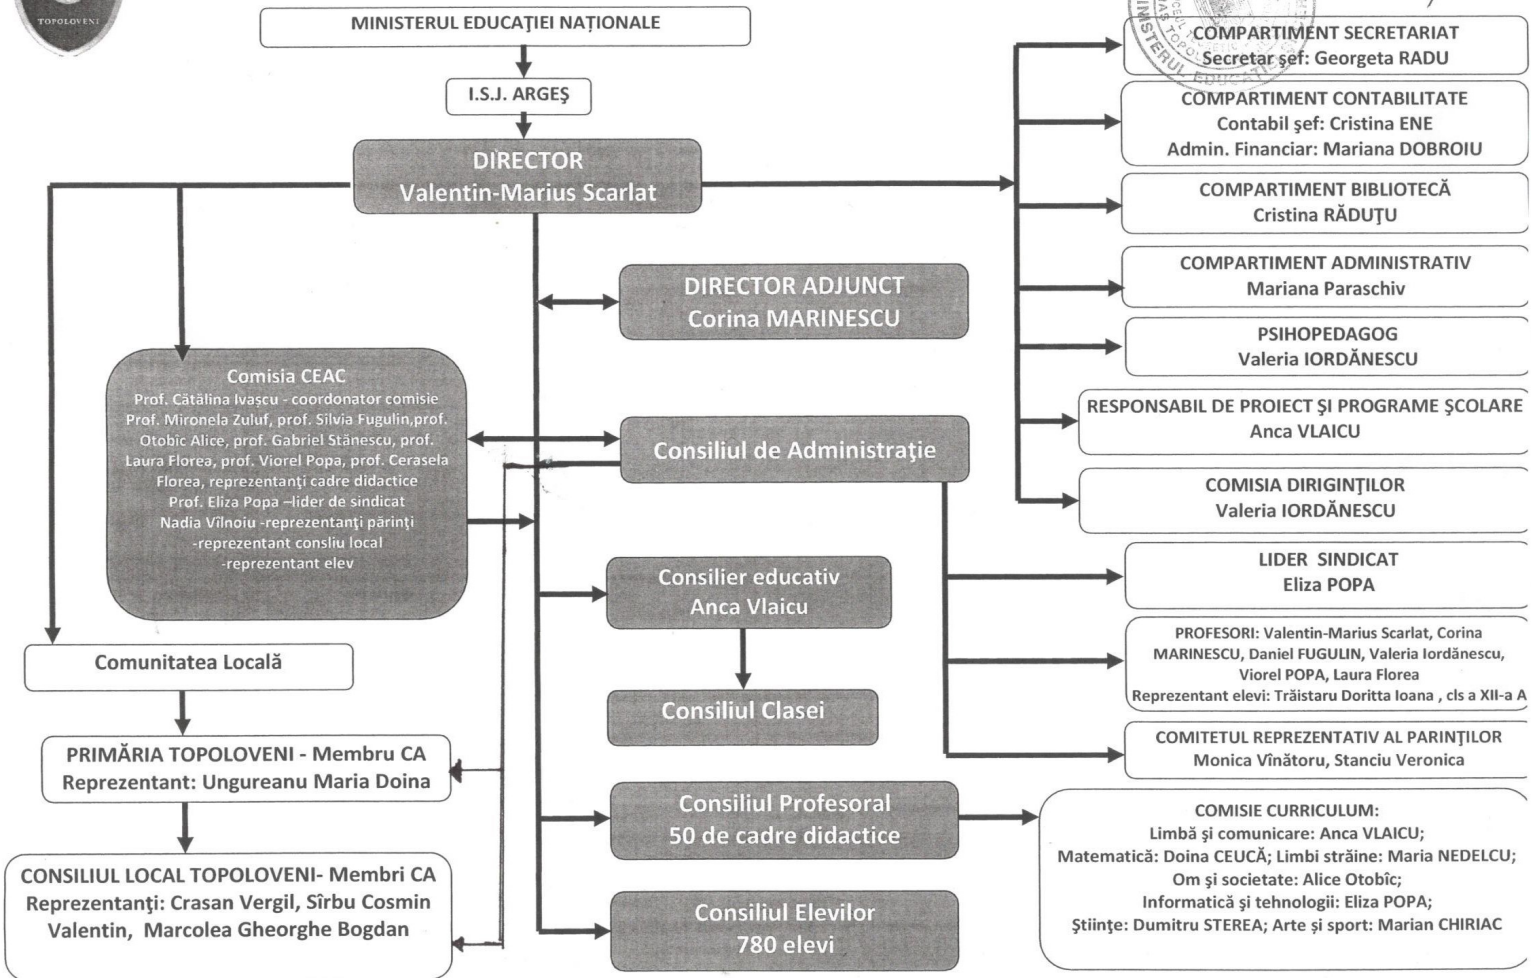 TOPOLOVENI
MINISTERUL EDUCAŢIEI NAŢIONALE
I.S.J. ARGEŞ
DIRECTOR
Valentin-Marius Scarlat
COMPARTIMENT SECRETARIAT
Secretar şef: Georgeta RADU
COMPARTIMENT CONTABILITATE
Contabil şef: Cristina ENE
Admin. Financiar: Mariana DOBROIU
COMPARTIMENT BIBLIOTECĂ
Cristina RĂDUŢU
COMPARTIMENT ADMINISTRATIV
Mariana Paraschiv
PSIHOPEDAGOG
Valeria IORDĂNESCU
RESPONSABIL DE PROIECT ŞI PROGRAME ŞCOLARE
Anca VLAICU
COMISIA DIRIGINŢILOR
Valeria IORDĂNESCU
DIRECTOR ADJUNCT
Corina MARINESCU
Comisia CEAC
Prof. Cătălina Ivaşcu - coordonator comisie
Prof. Mironela Zuluf, prof. Silvia Fugulin,prof.
Otobîc Alice, prof. Gabriel Stănescu, prof.
Laura Florea, prof. Viorel Popa, prof. Cerasela
Florea, reprezentanţi cadre didactice
Prof. Eliza Popa –lider de sindicat
Nadia Vîlnoiu -reprezentanţi părinţi
-reprezentant consliu local
-reprezentant elev
Consiliul de Administraţie
LIDER SINDICAT
Eliza POPA
PROFESORI: Valentin-Marius Scarlat, Corina
MARINESCU, Daniel FUGULIN, Valeria Iordănescu,
Viorel POPA, Laura Florea
Reprezentant elevi: Trăistaru Doritta Ioana , cls a XII-a A
COMITETUL REPREZENTATIV AL PARINŢILOR
Monica Vînătoru, Stanciu Veronica
Consilier educativ
Anca Vlaicu
Consiliul Clasei
Comunitatea Locală
PRIMĂRIA TOPOLOVENI - Membru CA
Reprezentant: Ungureanu Maria Doina
CONSILIUL LOCAL TOPOLOVENI- Membri CA
Reprezentanţi: Crasan Vergil, Sîrbu Cosmin
Valentin, Marcolea Gheorghe Bogdan
Consiliul Profesoral
50 de cadre didactice
COMISIE CURRICULUM:
Limbă şi comunicare: Anca VLAICU;
Matematică: Doina CEUCĂ; Limbi străine: Maria NEDELCU;
Om şi societate: Alice Otobîc;
Informatică şi tehnologii: Eliza POPA;
Ştiinţe: Dumitru STEREA; Arte şi sport: Marian CHIRIAC
Consiliul Elevilor
780 elevi